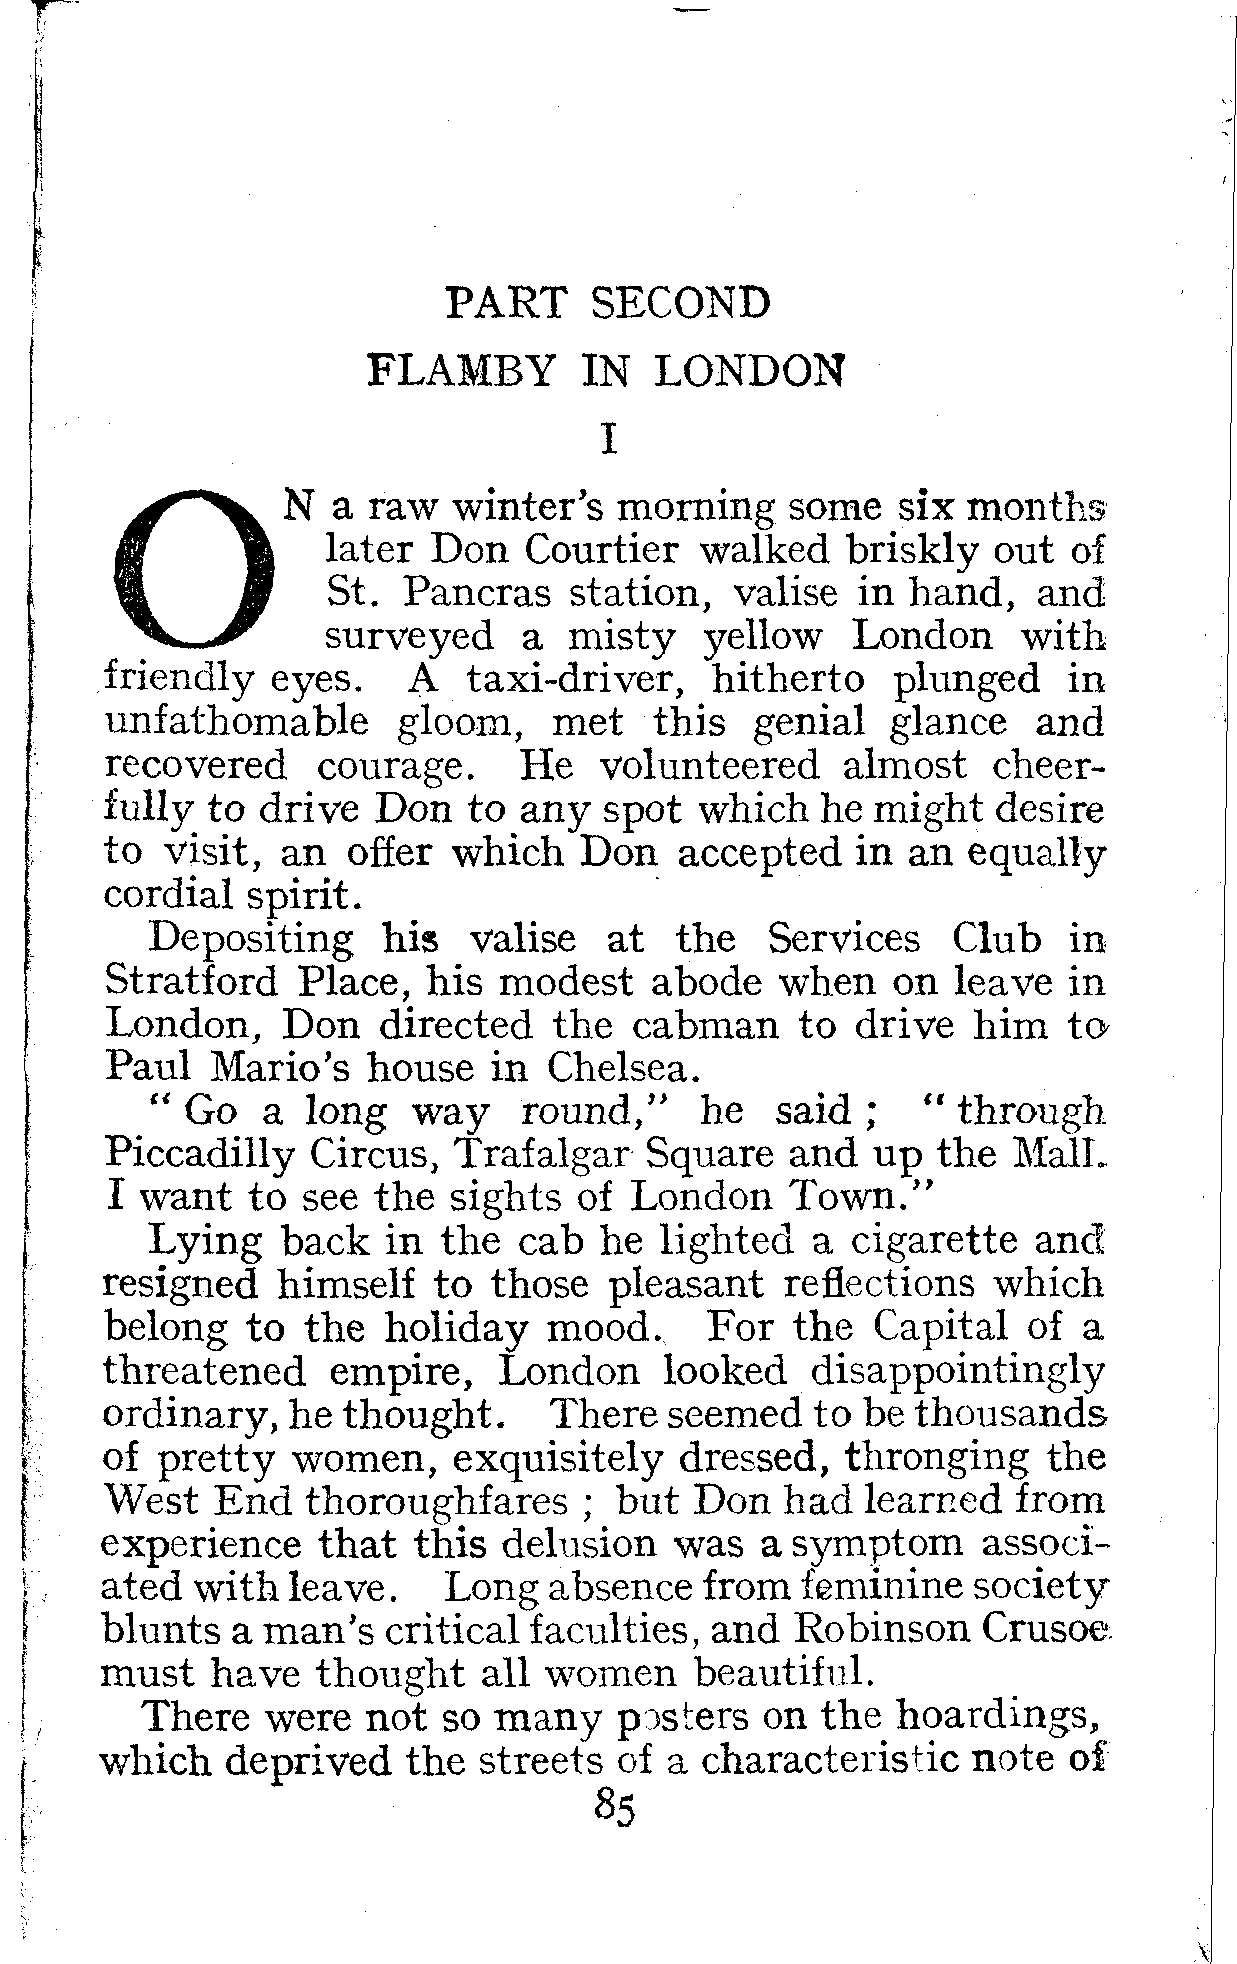 PART SECOND
FLAMBY IN LONDON
I
ON a raw winter's morning some six months
later Don Courtier walked briskly out of
St. Pancras station, valise in hand, and
surveyed a misty yellow London with
friendly eyes. A taxi-driver, hitherto plunged in
unfathomable gloom, met this genial glance and
recovered courage. He volunteered almost cheer-
fully to drive Don to any spot which he might desire
to visit, an offer which Don accepted in an equally
cordial spirit.
Depositing his valise at the Services Club in
Stratford Place, his modest abode when on leave in
London, Don directed the cabman to drive him to
Paul Mario's house in Chelsea.
" Go a long way round," he said ; " through
Piccadilly Circus, Trafalgar Square and up the Mall.
I want to see the sights of London Town."
Lying back in the cab he lighted a cigarette and
resigned himself to those pleasant reflections which
belong to the holiday mood. For the Capital of a
threatened empire, London looked disappointingly
ordinary, he thought. There seemed to be thousands
of pretty women, exquisitely dressed, thronging the
West End thoroughfares ; but Don had learned from
experience that this delusion was a symptom associ-
ated with leave. Long absence from feminine society
blunts a man's critical faculties, and Robinson Crusoe
must have thought all women beautiful.
There were not so many posters on the hoardings,
which deprived the streets of a characteristic note of
85